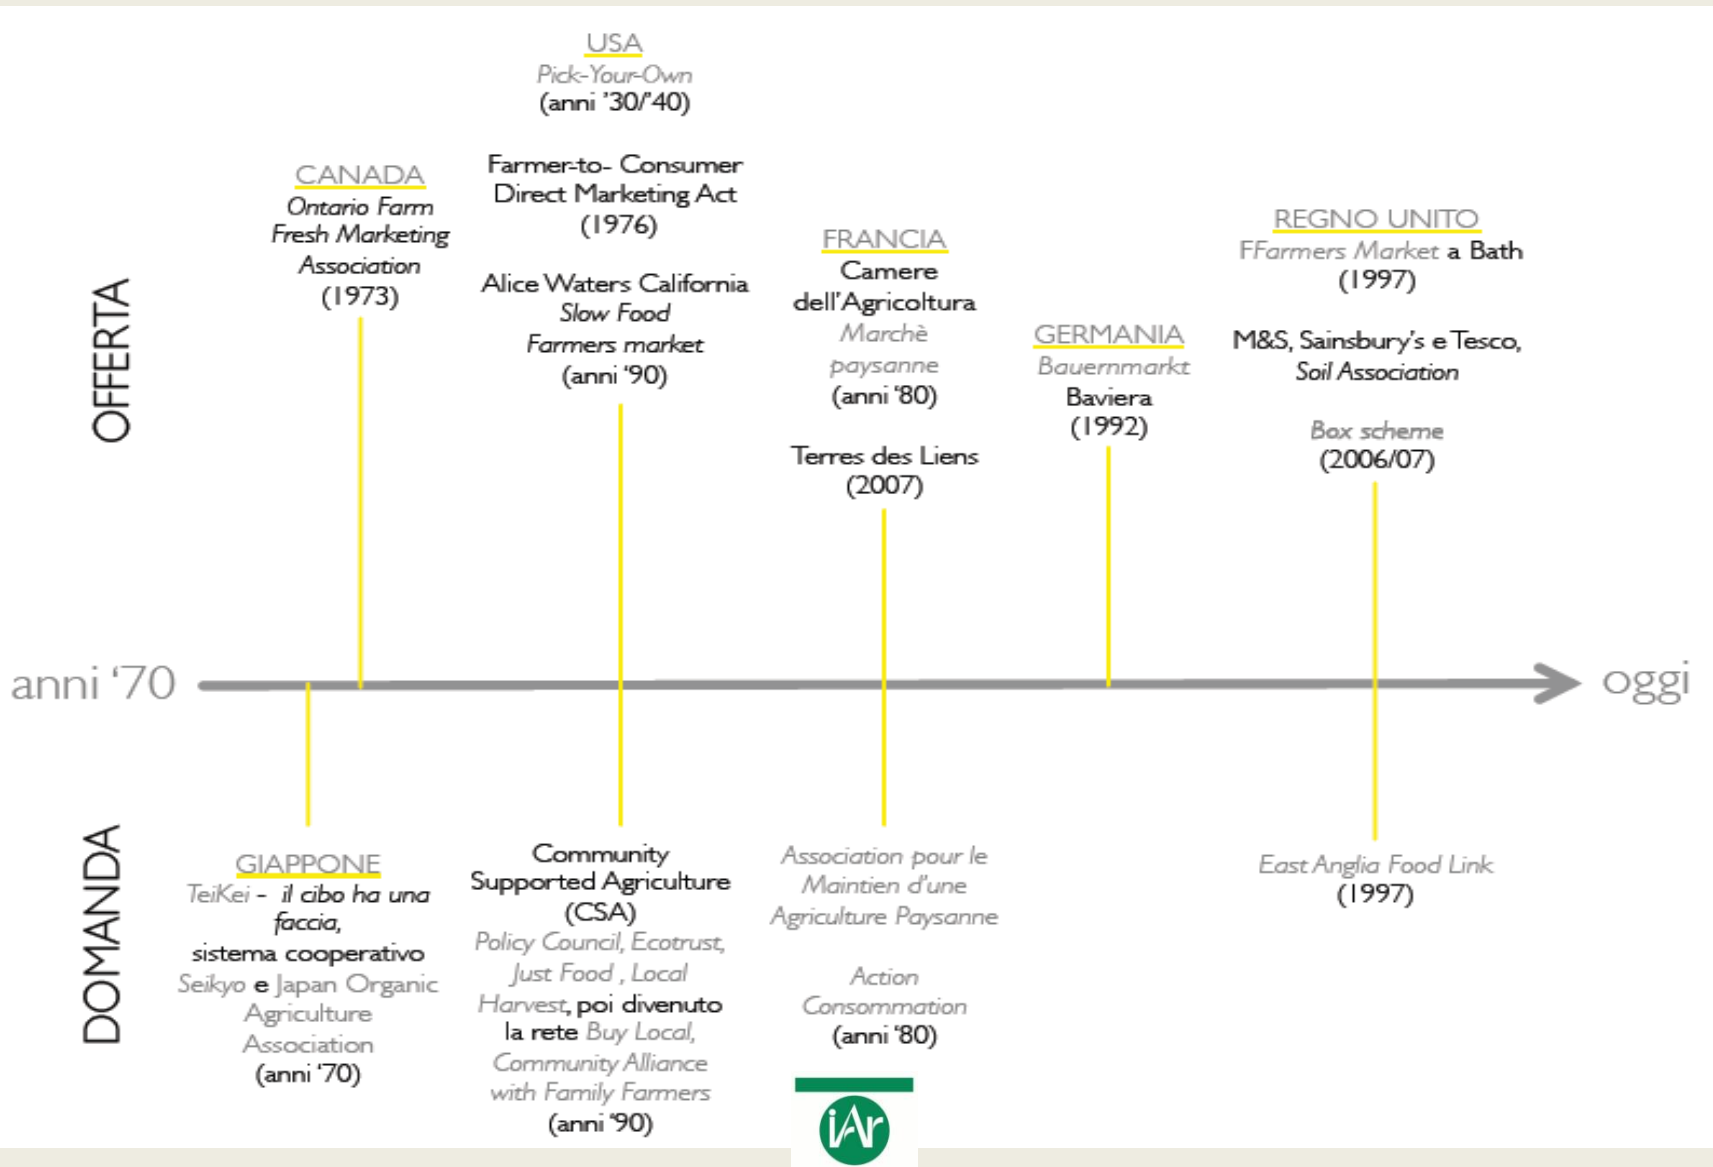 USA
Pick-Your-Own
(anni '30/'40)
Farmer-to- Consumer
Direct Marketing Act
(1976)
Alice Waters California
Slow Food
Farmers market
(anni '90)
CANADA
Ontario Farm
Fresh Marketing
Association
(1973)
FRANCIA
Camere
dell'Agricoltura
Marchè
paysanne
(anni '80)
Terres des Liens
(2007)
GERMANIA
Bauernmarkt
Baviera
(1992)
REGNO UNITO
FFarmers Market a Bath
(1997)
M&S, Sainsbury's e Tesco,
Soil Association
Box scheme
(2006/07)
OFFERTA
anni '70
oggi
DOMANDA
GIAPPONE
TeiKei - il cibo ha una
faccia,
sistema cooperativo
Seikyo e Japan Organic
Agriculture
Association
(anni '70)
Community
Supported Agriculture
(CSA)
Policy Council, Ecotrust,
Just Food , Local
Harvest, poi divenuto
la rete Buy Local,
Community Alliance
with Family Farmers
(anni '90)
Association pour le
Maintien d'une
Agriculture Paysanne
Action
Consommation
(anni '80)
East Anglia Food Link
(1997)
iAr